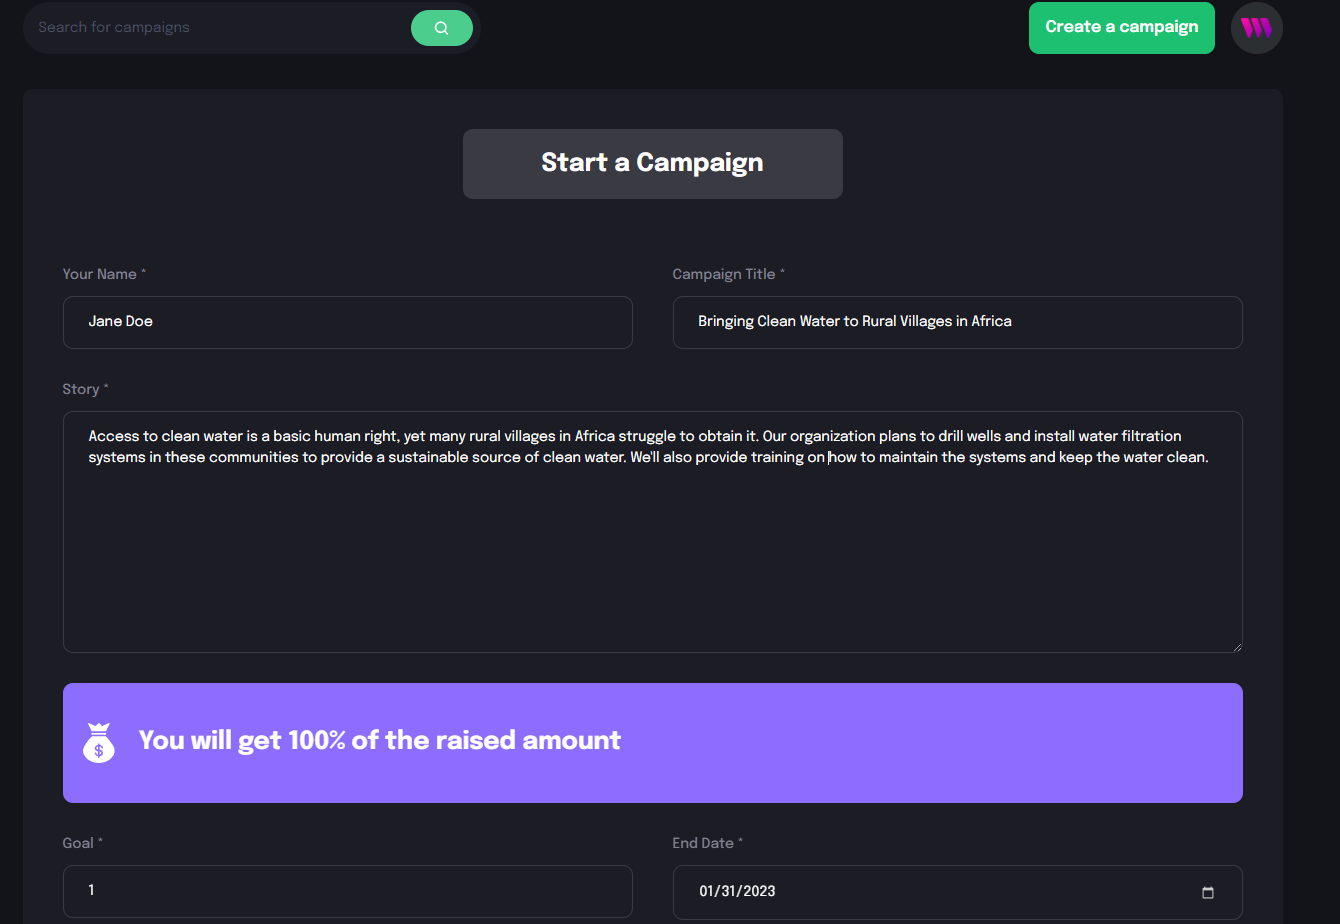 Search for campaigns
Create a campaign
Start a Campaign
Your Name *
Campaign Title *
Jane Doe
Bringing Clean Water to Rural Villages in Africa
Story *
Access to clean water is a basic human right, yet many rural villages in Africa struggle to obtain it. Our organization plans to drill wells and install water filtration
systems in these communities to provide a sustainable source of clean water. We'll also provide training on how to maintain the systems and keep the water clean.
$
You will get 100% of the raised amount
Goal *
End Date *
1
01/31/2023